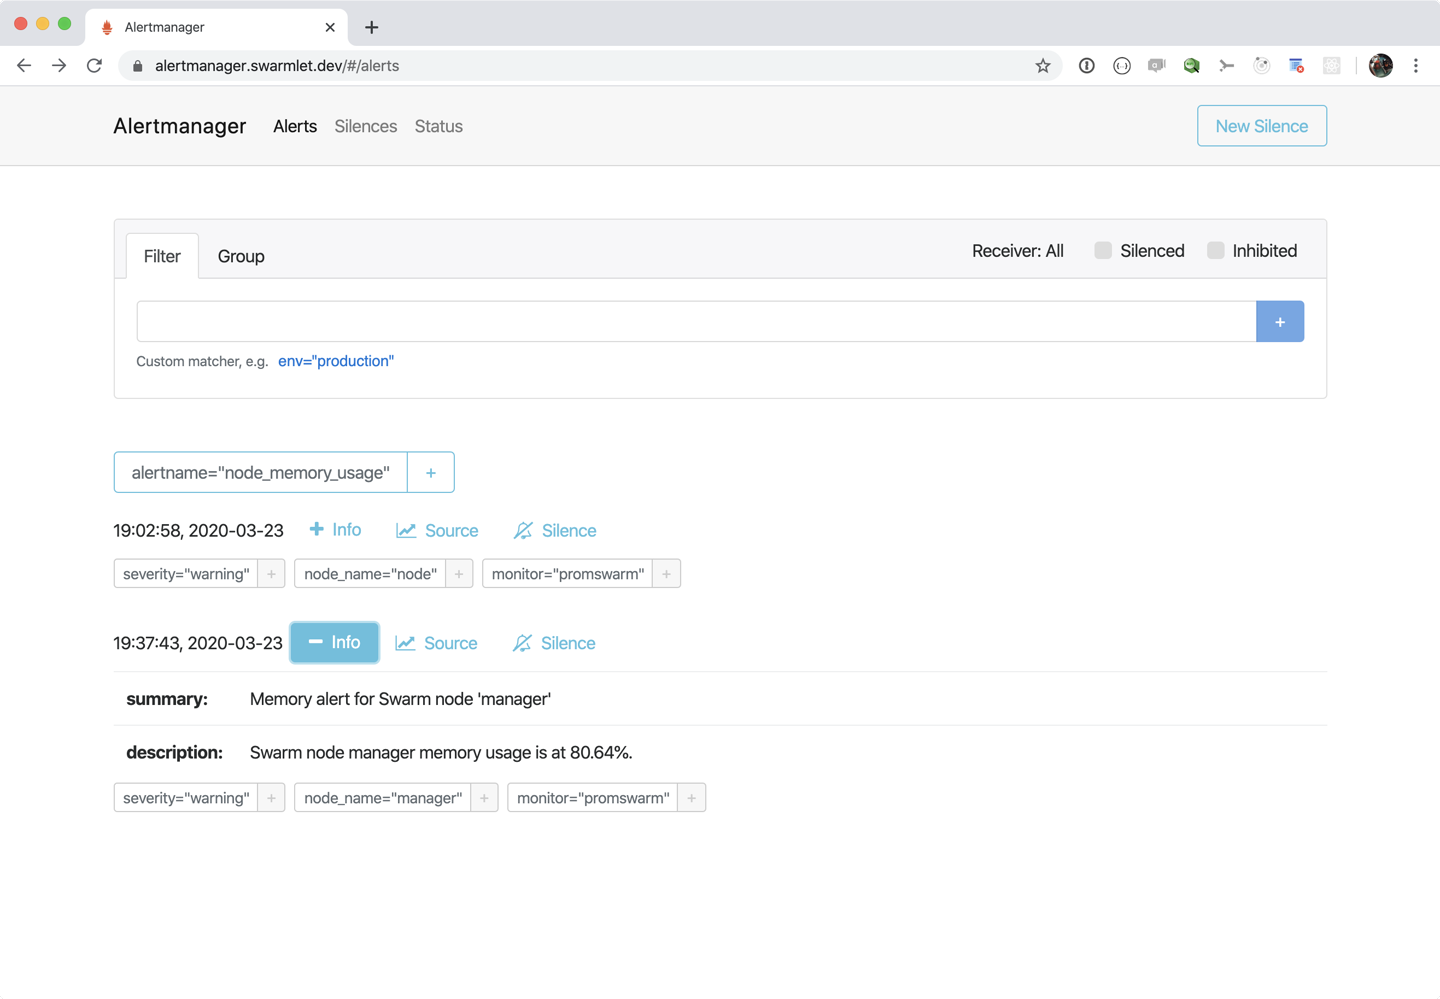 Alertmanager
alertmanager.swarmlet.dev/#/alerts
Alertmanager Alerts Silences Status New Silence
Filter Group Receiver: All Silenced Inhibited
+
Custom matcher, e.g. env="production"
alertname="node_memory_usage" +
19:02:58, 2020-03-23 + Info Source Silence
severity="warning" + node_name="node" + monitor="promswarm" +
19:37:43, 2020-03-23 − Info Source Silence
summary: Memory alert for Swarm node 'manager'
description: Swarm node manager memory usage is at 80.64%.
severity="warning" + node_name="manager" + monitor="promswarm" +